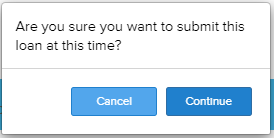 Are you sure you want to submit this
loan at this time?
Cancel
Continue